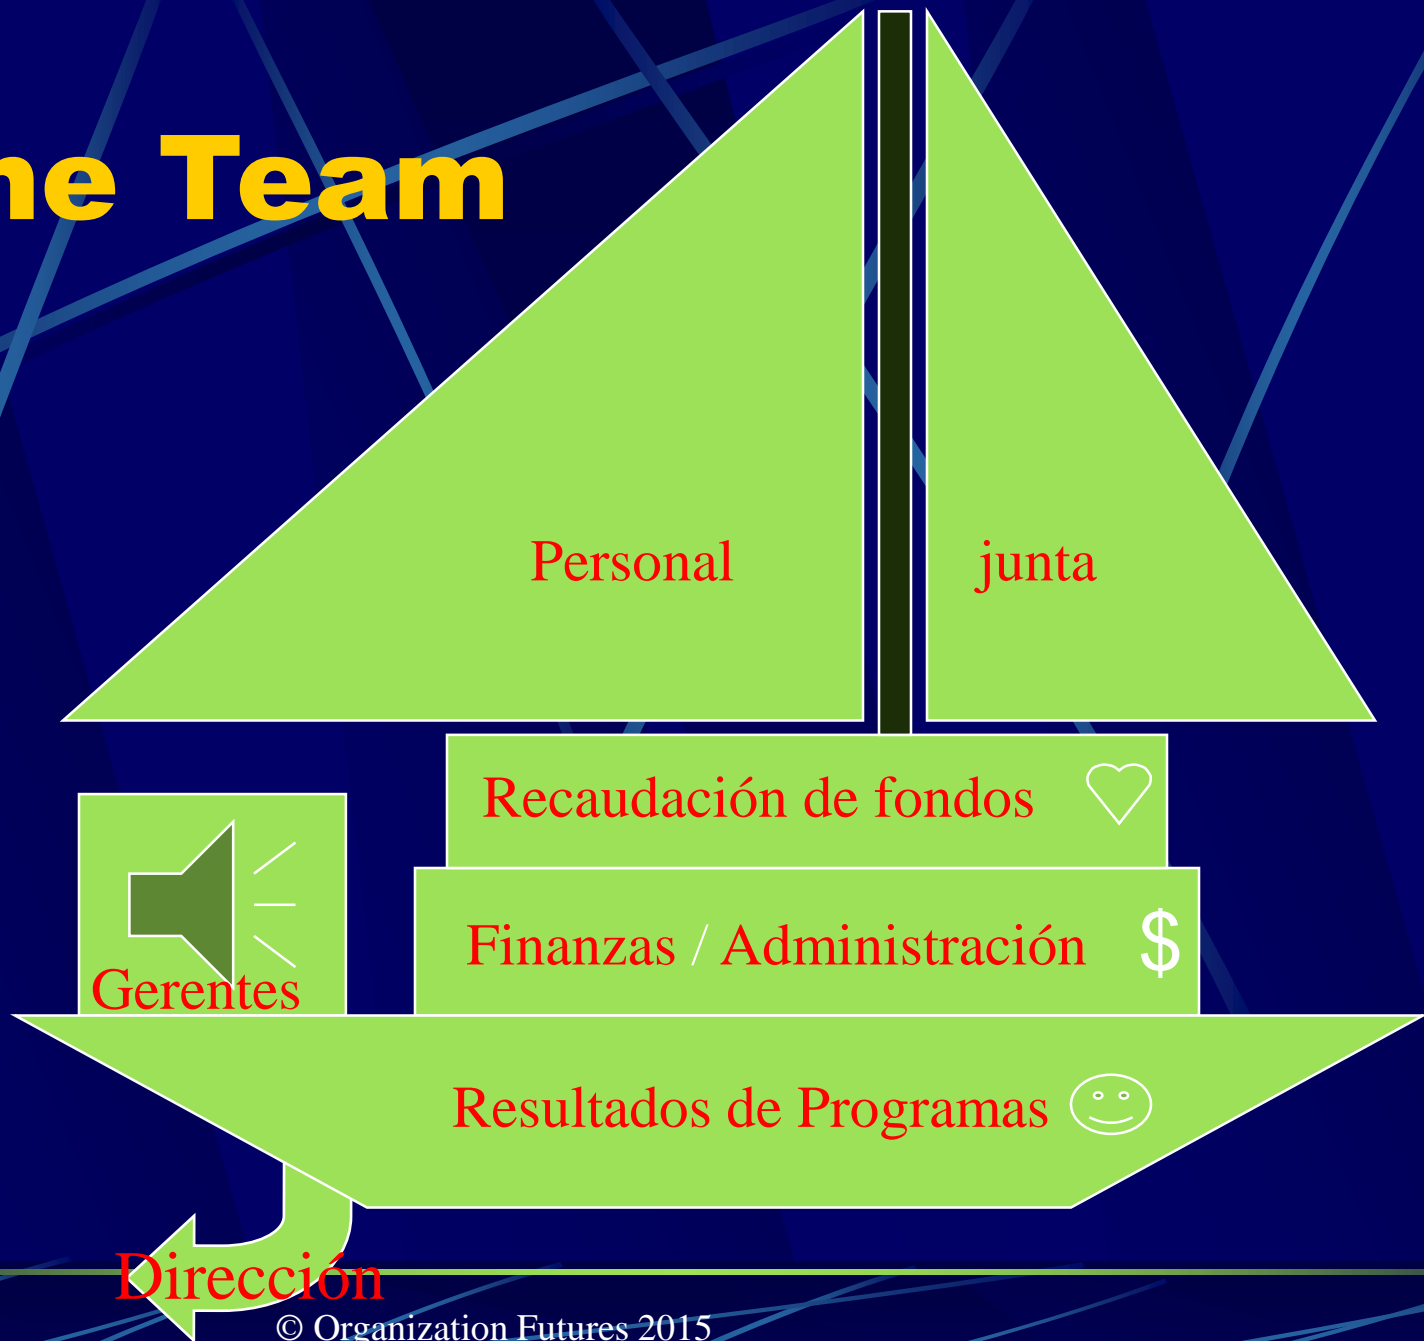 ne Team
Personal
junta
Recaudación de fondos
Finanzas / Administración
$
Gerentes
Resultados de Programas
Dirección
© Organization Futures 2015